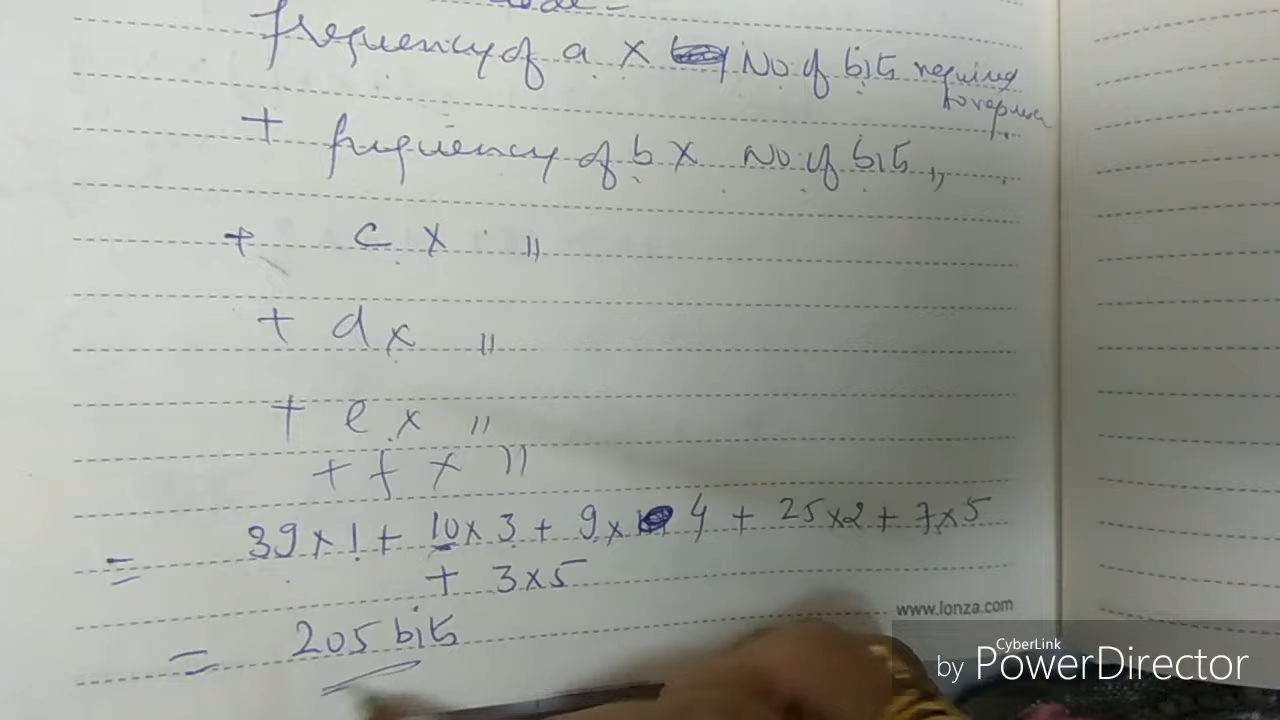 frequency of a x No of bits required
to represent
+ frequency of b x No of bits ,,
+ c x "
+ d x "
+ e x "
+ f x "
= 39 x 1 + 10 x 3 + 9 x 4 + 25 x 2 + 7 x 5
+ 3 x 5
= 205 bits
www.lonza.com
CyberLink
by PowerDirector